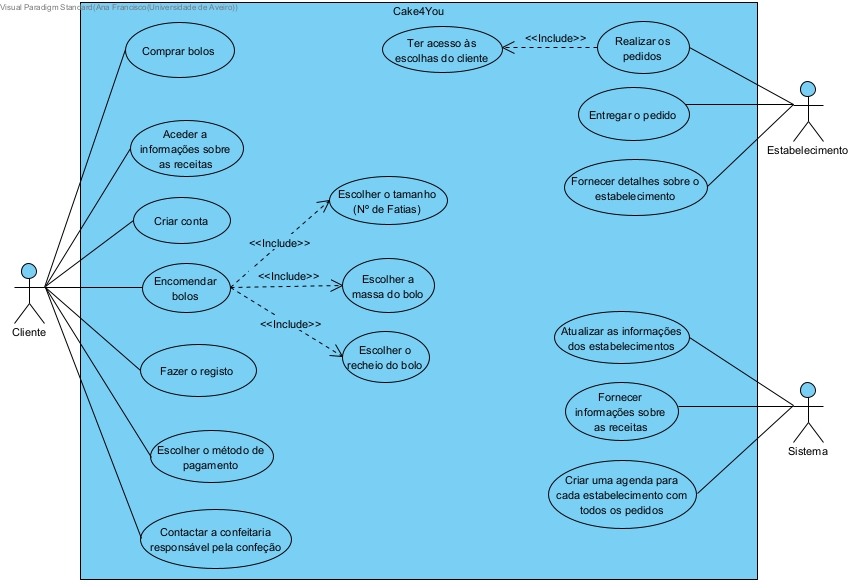 Visual Paradigm Standard(Ana Francisco(Universidade de Aveiro))
Cake4You
Comprar bolos
Ter acesso às
escolhas do cliente
<<Include>>
Realizar os
pedidos
Entregar o pedido
Estabelecimento
Aceder a
informações sobre
as receitas
Fornecer detalhes sobre o
estabelecimento
Escolher o tamanho
(Nº de Fatias)
Criar conta
<<Include>>
Encomendar
bolos
<<Include>>
Escolher a
massa do bolo
Cliente
<<Include>>
Escolher o
recheio do bolo
Atualizar as informações
dos estabelecimentos
Fazer o registo
Fornecer
informações sobre
as receitas
Sistema
Escolher o método de
pagamento
Criar uma agenda para
cada estabelecimento com
todos os pedidos
Contactar a confeitaria
responsável pela confeção